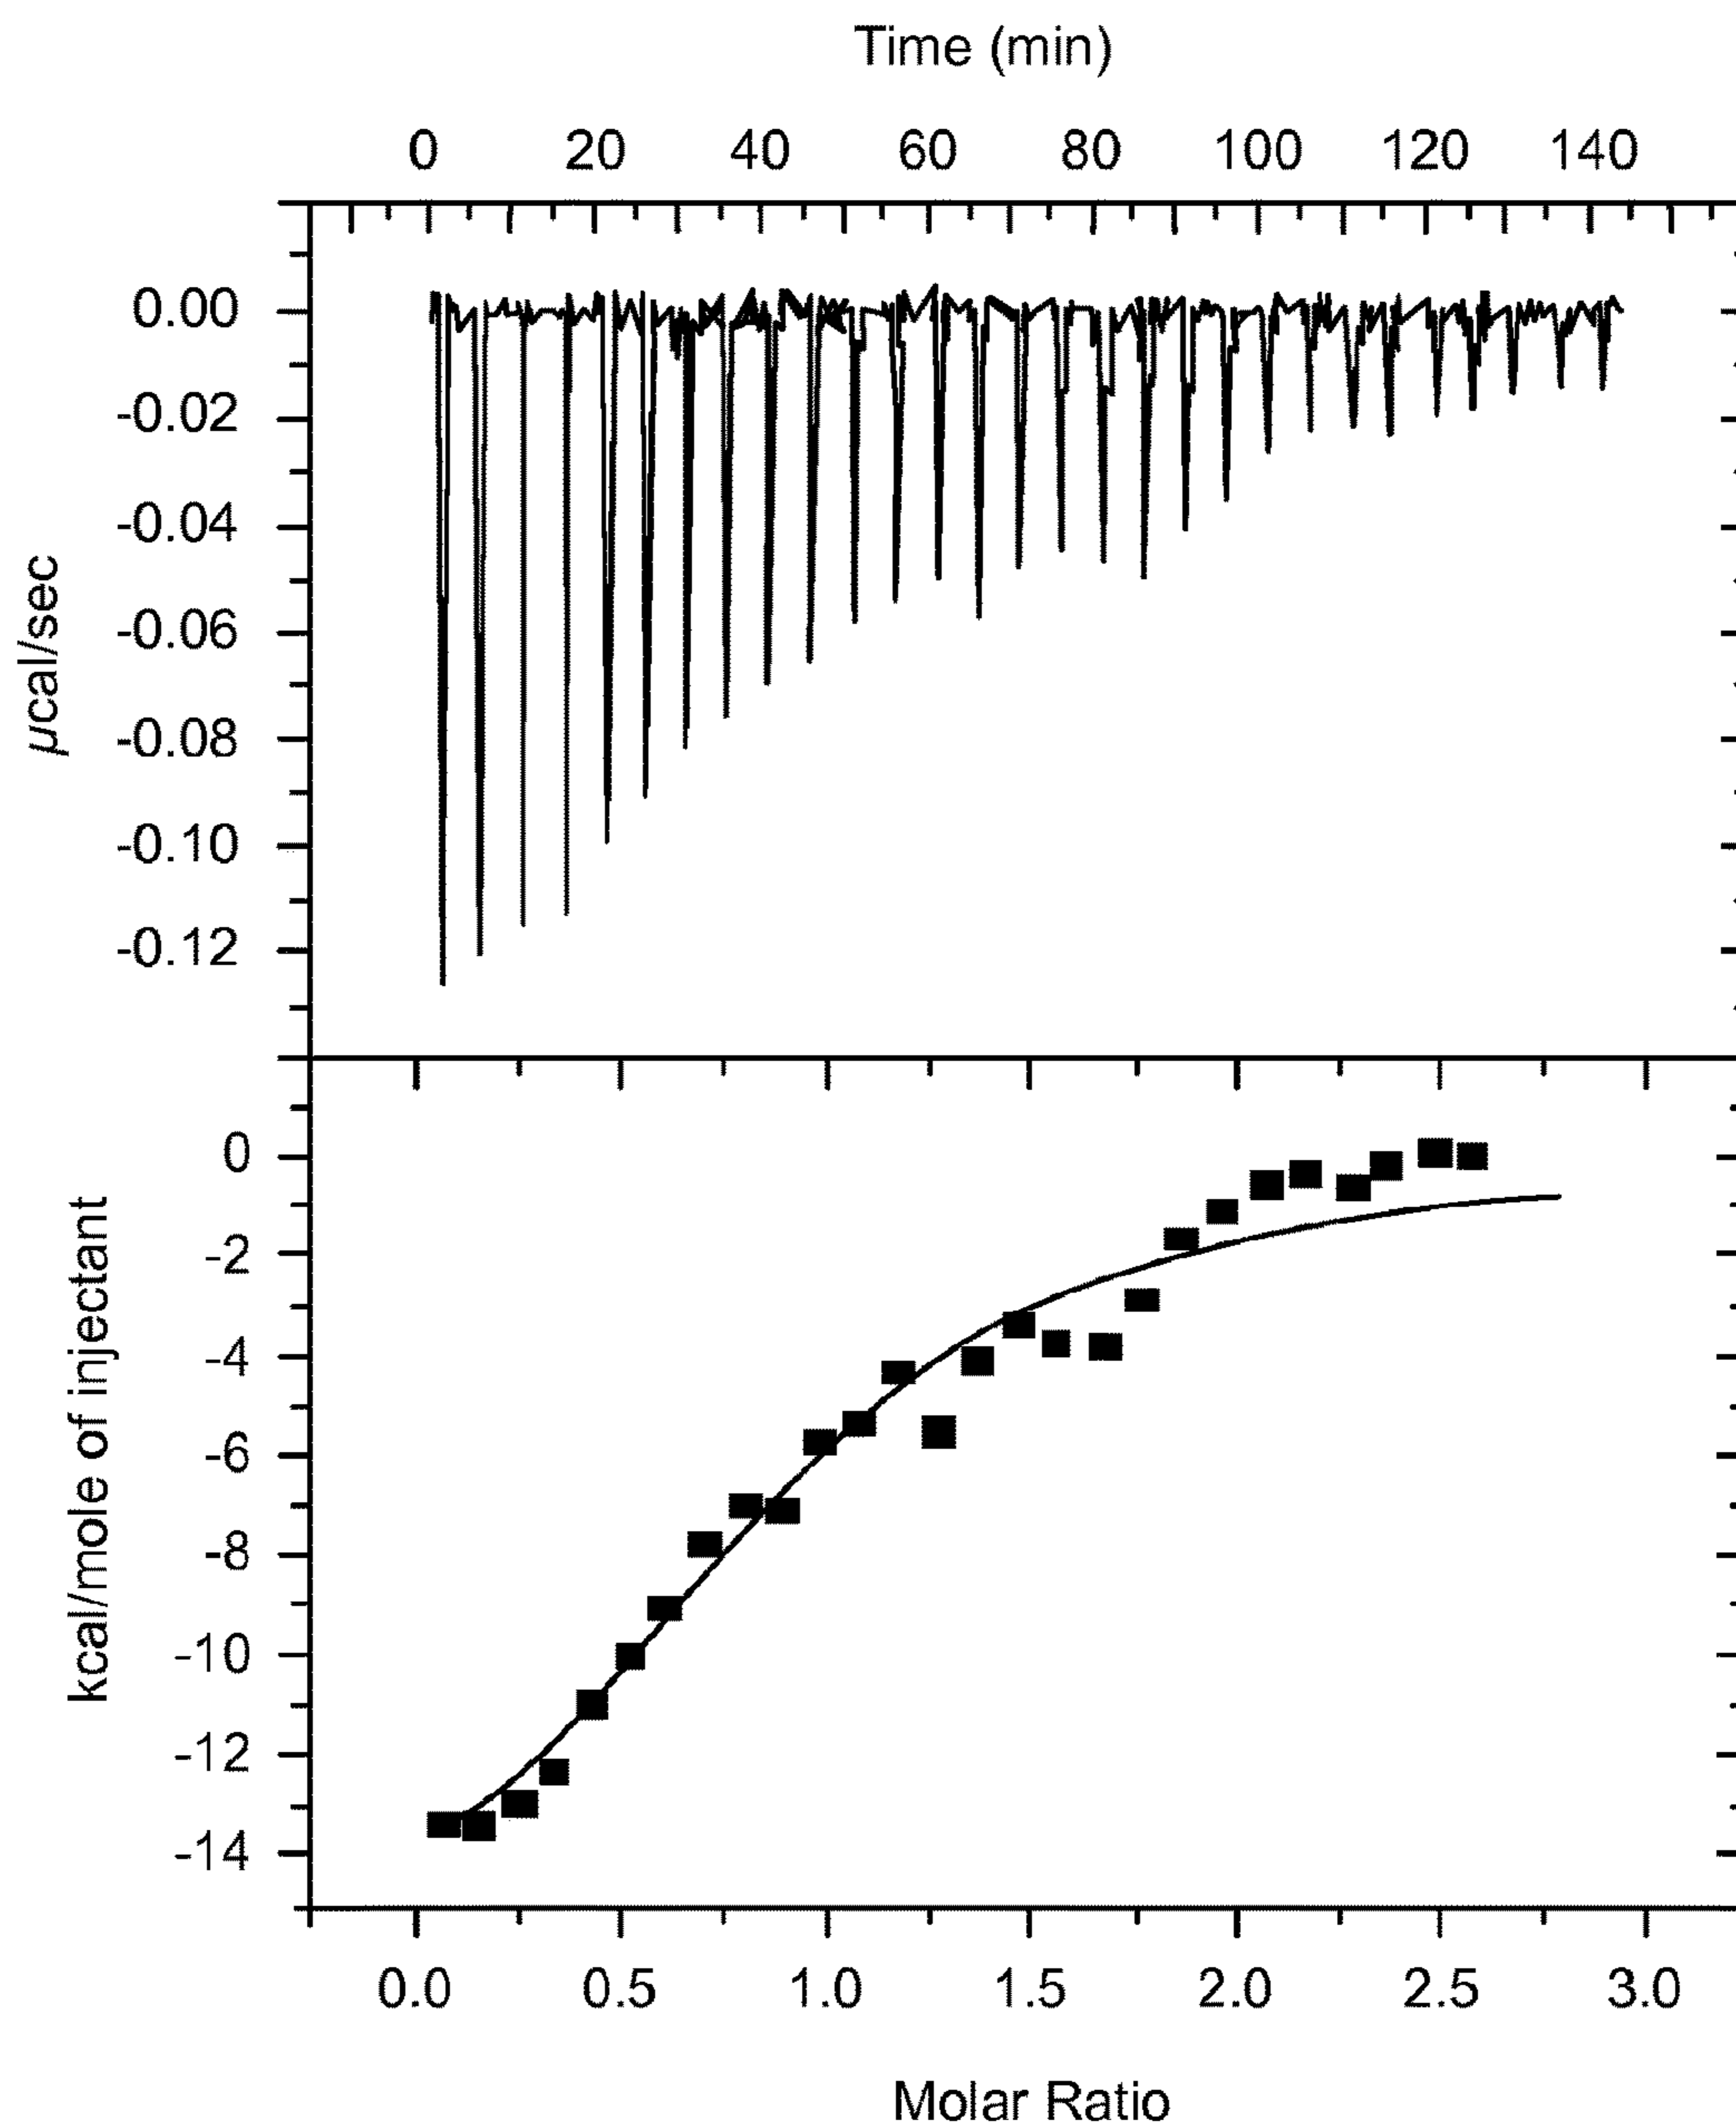 Time (min)
0 20 40 60 80 100 120 140
0.00
-0.02
-0.04
-0.06
-0.08
-0.10
-0.12
µcal/sec
0
-2
-4
-6
-8
-10
-12
-14
kcal/mole of injectant
0.0 0.5 1.0 1.5 2.0 2.5 3.0
Molar Ratio